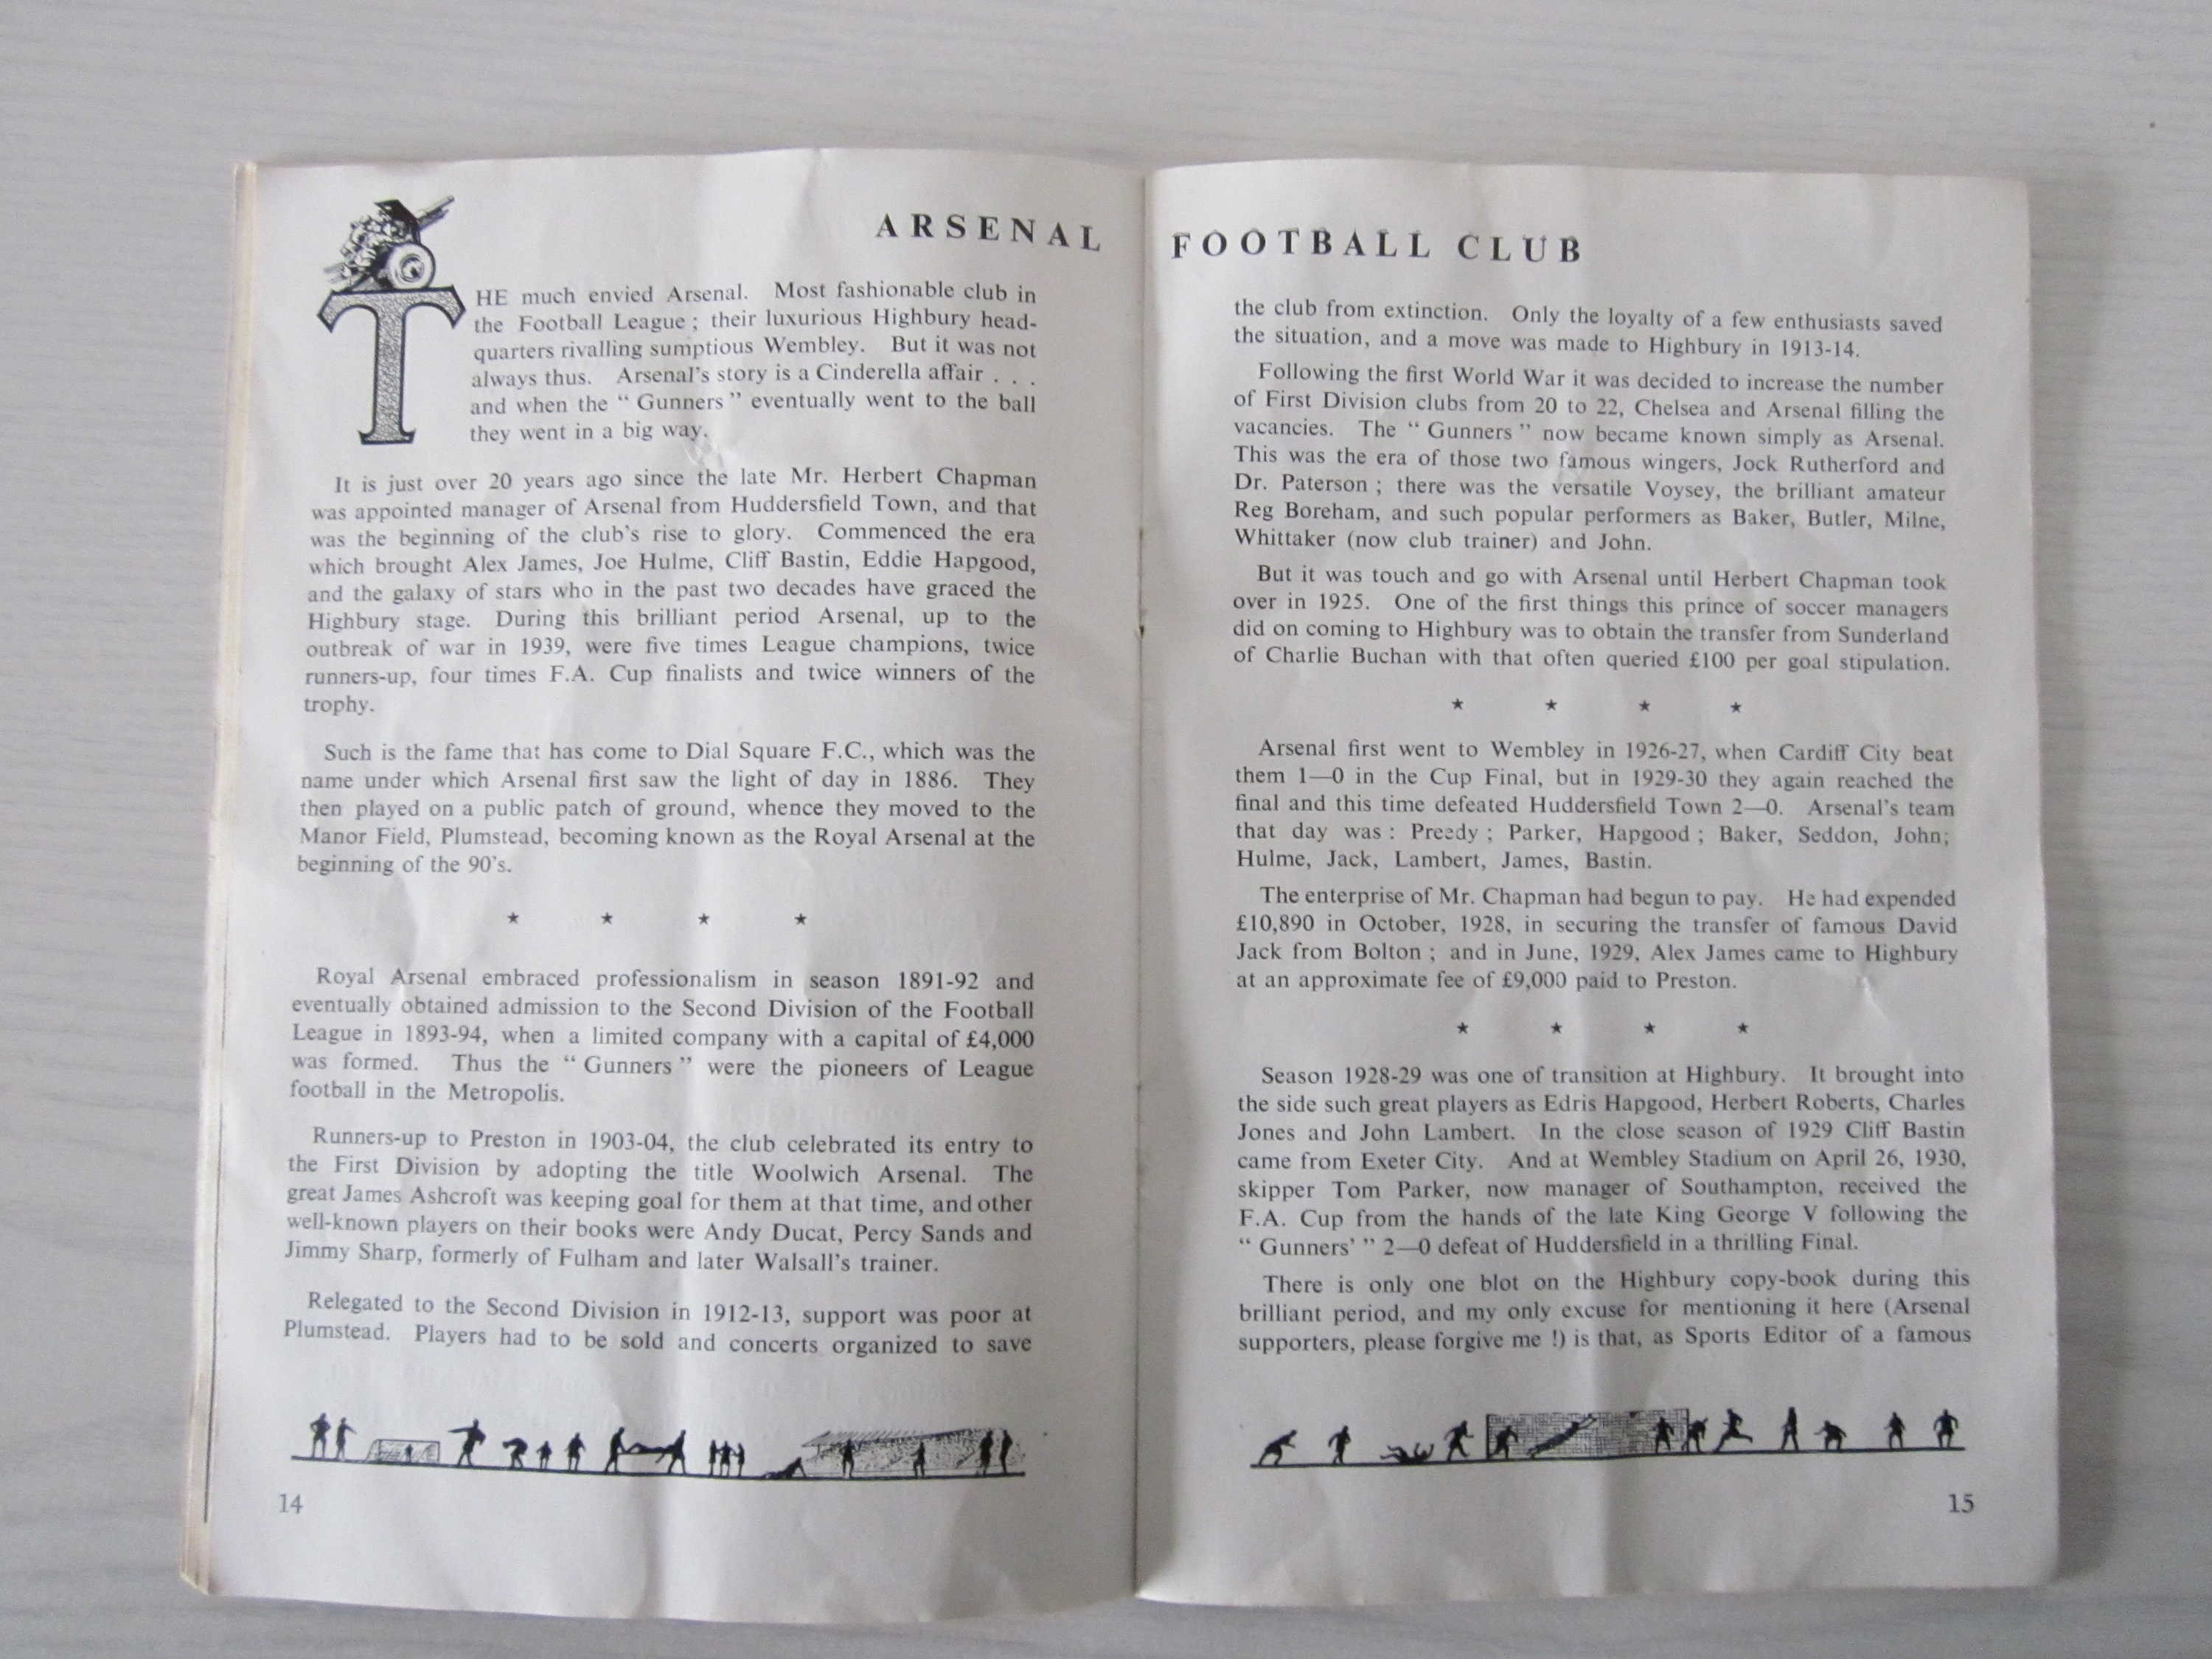 ARSENAL
THE much envied Arsenal. Most fashionable club in
the Football League ; their luxurious Highbury head-
quarters rivalling sumptious Wembley. But it was not
always thus. Arsenal's story is a Cinderella affair . . .
and when the “ Gunners ” eventually went to the ball
they went in a big way.
It is just over 20 years ago since the late Mr. Herbert Chapman
was appointed manager of Arsenal from Huddersfield Town, and that
was the beginning of the club's rise to glory. Commenced the era
which brought Alex James, Joe Hulme, Cliff Bastin, Eddie Hapgood,
and the galaxy of stars who in the past two decades have graced the
Highbury stage. During this brilliant period Arsenal, up to the
outbreak of war in 1939, were five times League champions, twice
runners-up, four times F.A. Cup finalists and twice winners of the
trophy.
Such is the fame that has come to Dial Square F.C., which was the
name under which Arsenal first saw the light of day in 1886. They
then played on a public patch of ground, whence they moved to the
Manor Field, Plumstead, becoming known as the Royal Arsenal at the
beginning of the 90's.
★ ★ ★ ★
Royal Arsenal embraced professionalism in season 1891-92 and
eventually obtained admission to the Second Division of the Football
League in 1893-94, when a limited company with a capital of £4,000
was formed. Thus the “ Gunners ” were the pioneers of League
football in the Metropolis.
Runners-up to Preston in 1903-04, the club celebrated its entry to
the First Division by adopting the title Woolwich Arsenal. The
great James Ashcroft was keeping goal for them at that time, and other
well-known players on their books were Andy Ducat, Percy Sands and
Jimmy Sharp, formerly of Fulham and later Walsall's trainer.
Relegated to the Second Division in 1912-13, support was poor at
Plumstead. Players had to be sold and concerts organized to save
14
FOOTBALL CLUB
the club from extinction. Only the loyalty of a few enthusiasts saved
the situation, and a move was made to Highbury in 1913-14.
Following the first World War it was decided to increase the number
of First Division clubs from 20 to 22, Chelsea and Arsenal filling the
vacancies. The “ Gunners ” now became known simply as Arsenal.
This was the era of those two famous wingers, Jock Rutherford and
Dr. Paterson ; there was the versatile Voysey, the brilliant amateur
Reg Boreham, and such popular performers as Baker, Butler, Milne,
Whittaker (now club trainer) and John.
But it was touch and go with Arsenal until Herbert Chapman took
over in 1925. One of the first things this prince of soccer managers
did on coming to Highbury was to obtain the transfer from Sunderland
of Charlie Buchan with that often queried £100 per goal stipulation.
★ ★ ★ ★
Arsenal first went to Wembley in 1926-27, when Cardiff City beat
them 1—0 in the Cup Final, but in 1929-30 they again reached the
final and this time defeated Huddersfield Town 2—0. Arsenal's team
that day was : Preedy ; Parker, Hapgood ; Baker, Seddon, John;
Hulme, Jack, Lambert, James, Bastin.
The enterprise of Mr. Chapman had begun to pay. He had expended
£10,890 in October, 1928, in securing the transfer of famous David
Jack from Bolton ; and in June, 1929, Alex James came to Highbury
at an approximate fee of £9,000 paid to Preston.
★ ★ ★ ★
Season 1928-29 was one of transition at Highbury. It brought into
the side such great players as Edris Hapgood, Herbert Roberts, Charles
Jones and John Lambert. In the close season of 1929 Cliff Bastin
came from Exeter City. And at Wembley Stadium on April 26, 1930,
skipper Tom Parker, now manager of Southampton, received the
F.A. Cup from the hands of the late King George V following the
“ Gunners' ” 2—0 defeat of Huddersfield in a thrilling Final.
There is only one blot on the Highbury copy-book during this
brilliant period, and my only excuse for mentioning it here (Arsenal
supporters, please forgive me !) is that, as Sports Editor of a famous
15